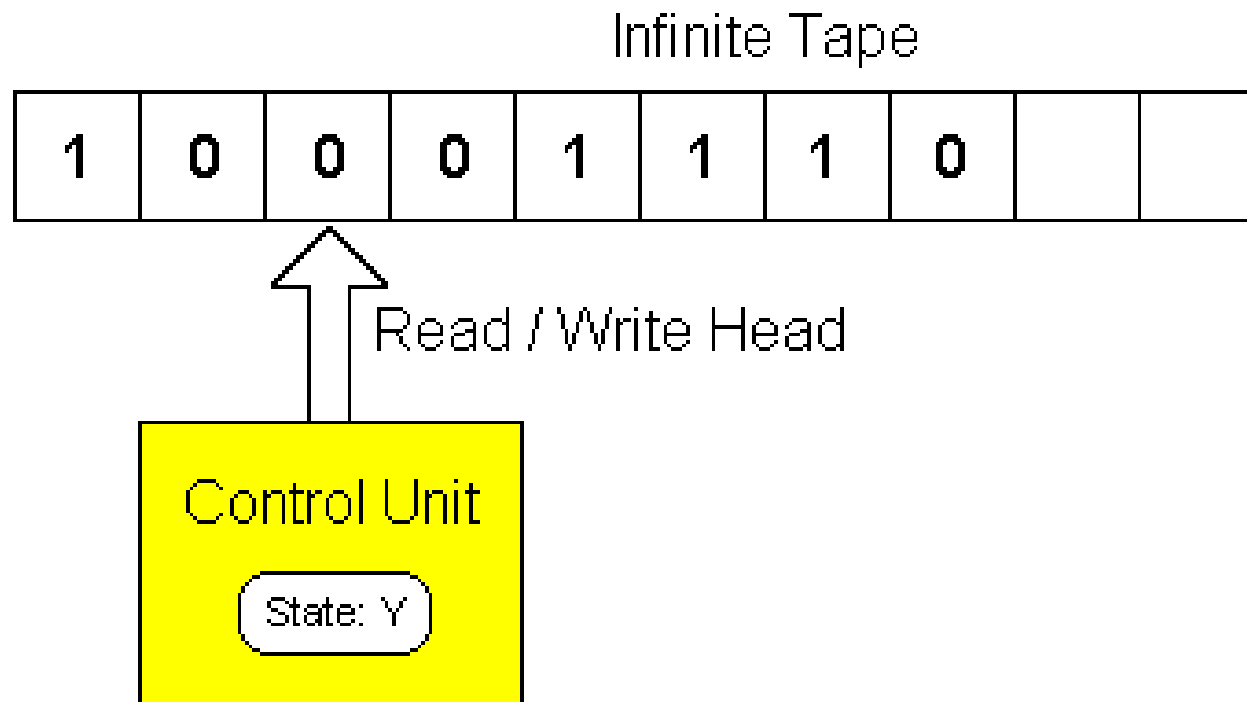 Infinite Tape
1 0 0 0 1 1 1 0
Read / Write Head
Control Unit
State: Y